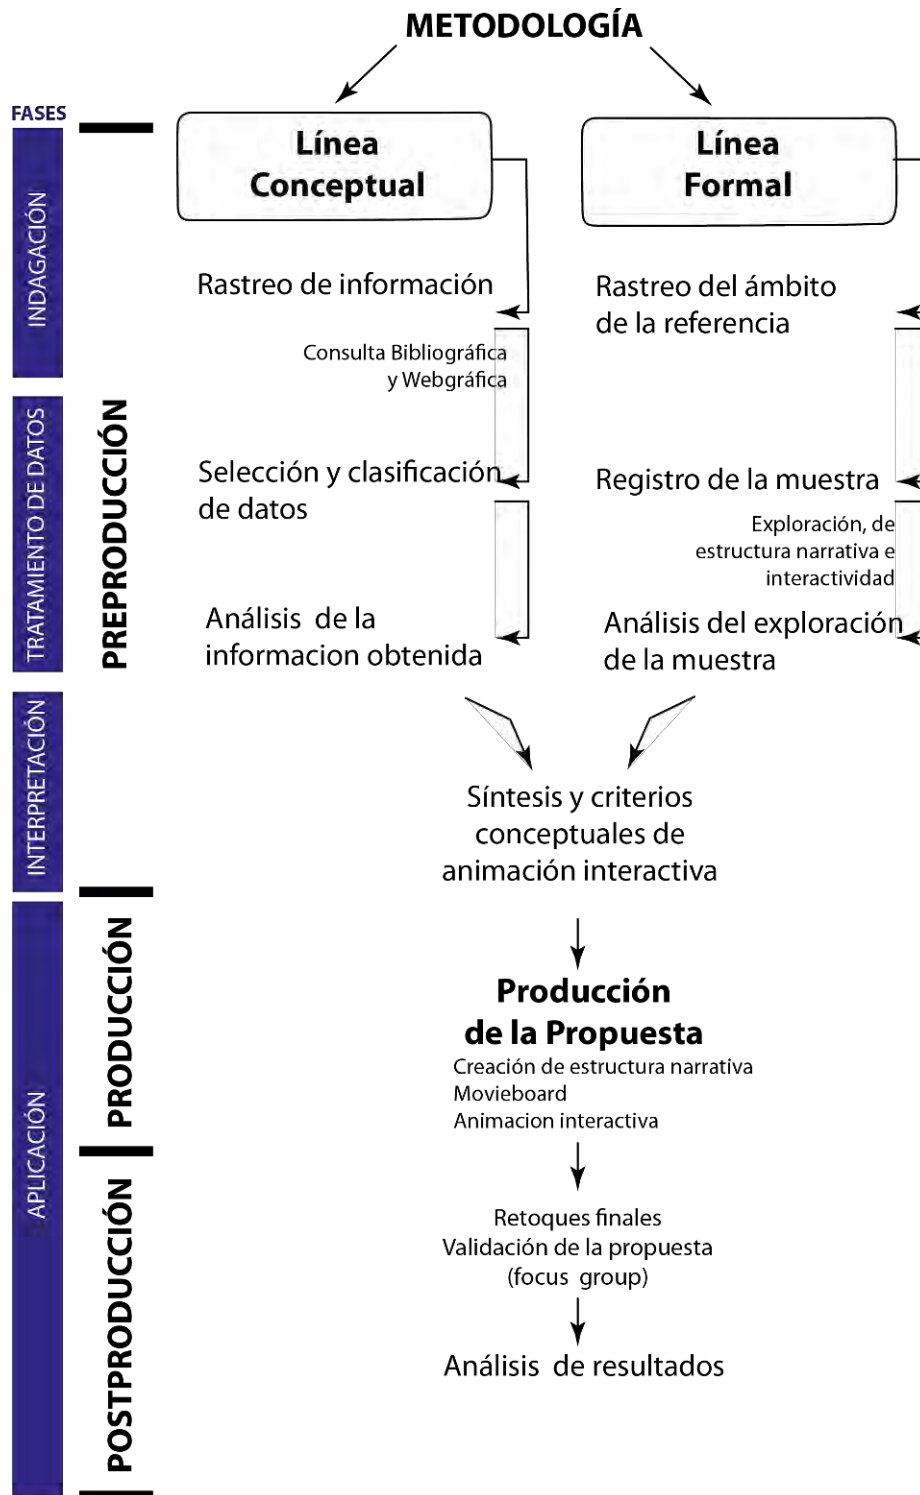 METODOLOGÍA
FASES
INDAGACIÓN
TRATAMIENTO DE DATOS
INTERPRETACIÓN
APLICACIÓN
PREPRODUCCIÓN
PRODUCCIÓN
POSTPRODUCCIÓN
Línea
Conceptual
Rastreo de información
Consulta Bibliográfica
y Webgráfica
Selección y clasificación
de datos
Análisis de la
informacion obtenida
Línea
Formal
Rastreo del ámbito
de la referencia
Registro de la muestra
Exploración, de
estructura narrativa e
interactividad
Análisis del exploración
de la muestra
Síntesis y criterios
conceptuales de
animación interactiva
Producción
de la Propuesta
Creación de estructura narrativa
Movieboard
Animacion interactiva
Retoques finales
Validación de la propuesta
(focus group)
Análisis de resultados